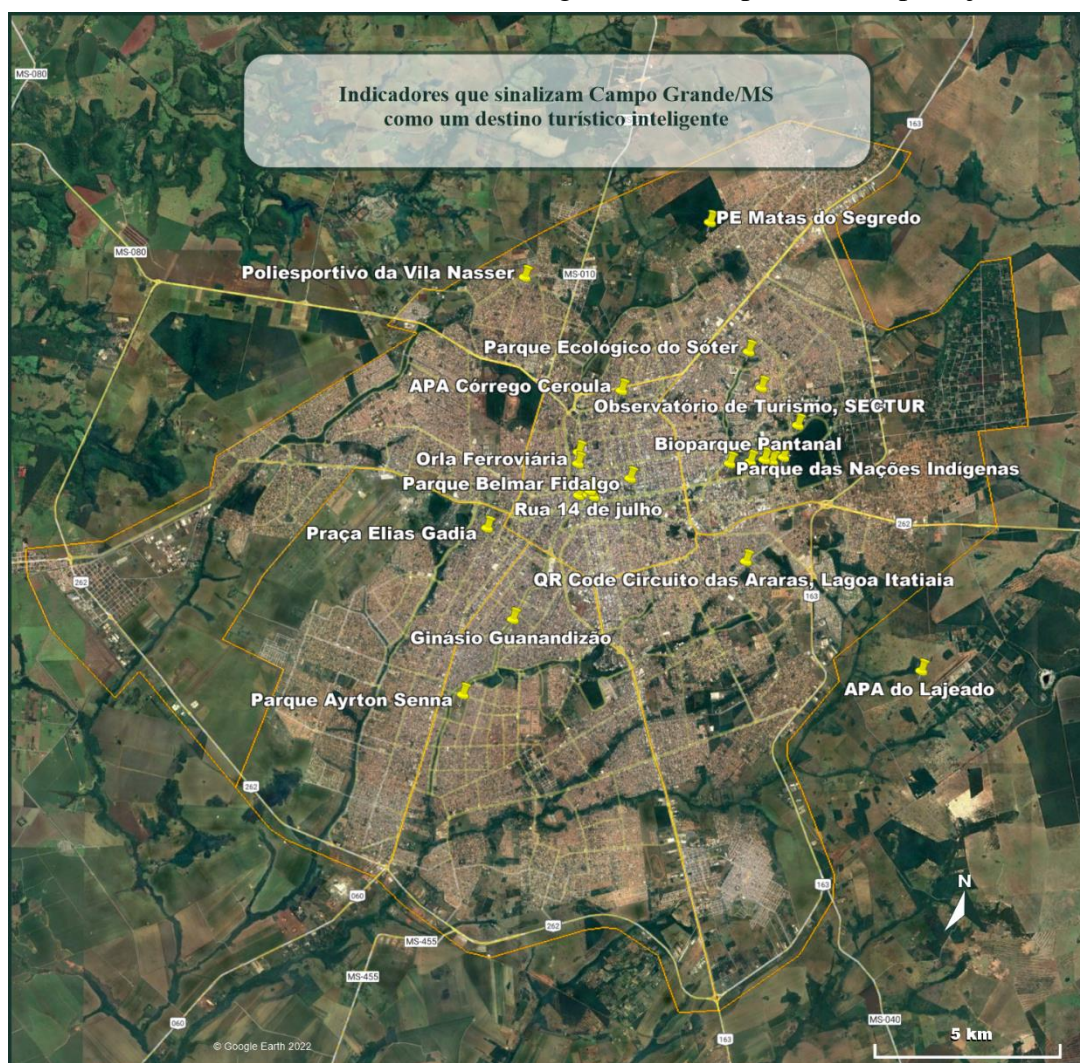 Indicadores que sinalizam Campo Grande/MS
como um destino turístico inteligente
MS-080
163
MS-080
PE Matas do Segredo
MS-080
Poliesportivo da Vila Nasser
MS-010
Parque Ecológico do Sóter
APA Córrego Ceroula
Observatório de Turismo, SECTUR
Bioparque Pantanal
Orla Ferroviária
Parque das Nações Indígenas
Parque Belmar Fidalgo
Rua 14 de julho
Praça Elias Gadia
262
262
QR Code Circuito das Araras, Lagoa Itatiaia
163
Ginásio Guanandizão
APA do Lajeado
Parque Ayrton Senna
262
N
163
060
262
MS-455
MS-455
MS-040
060
163
5 km
© Google Earth 2022